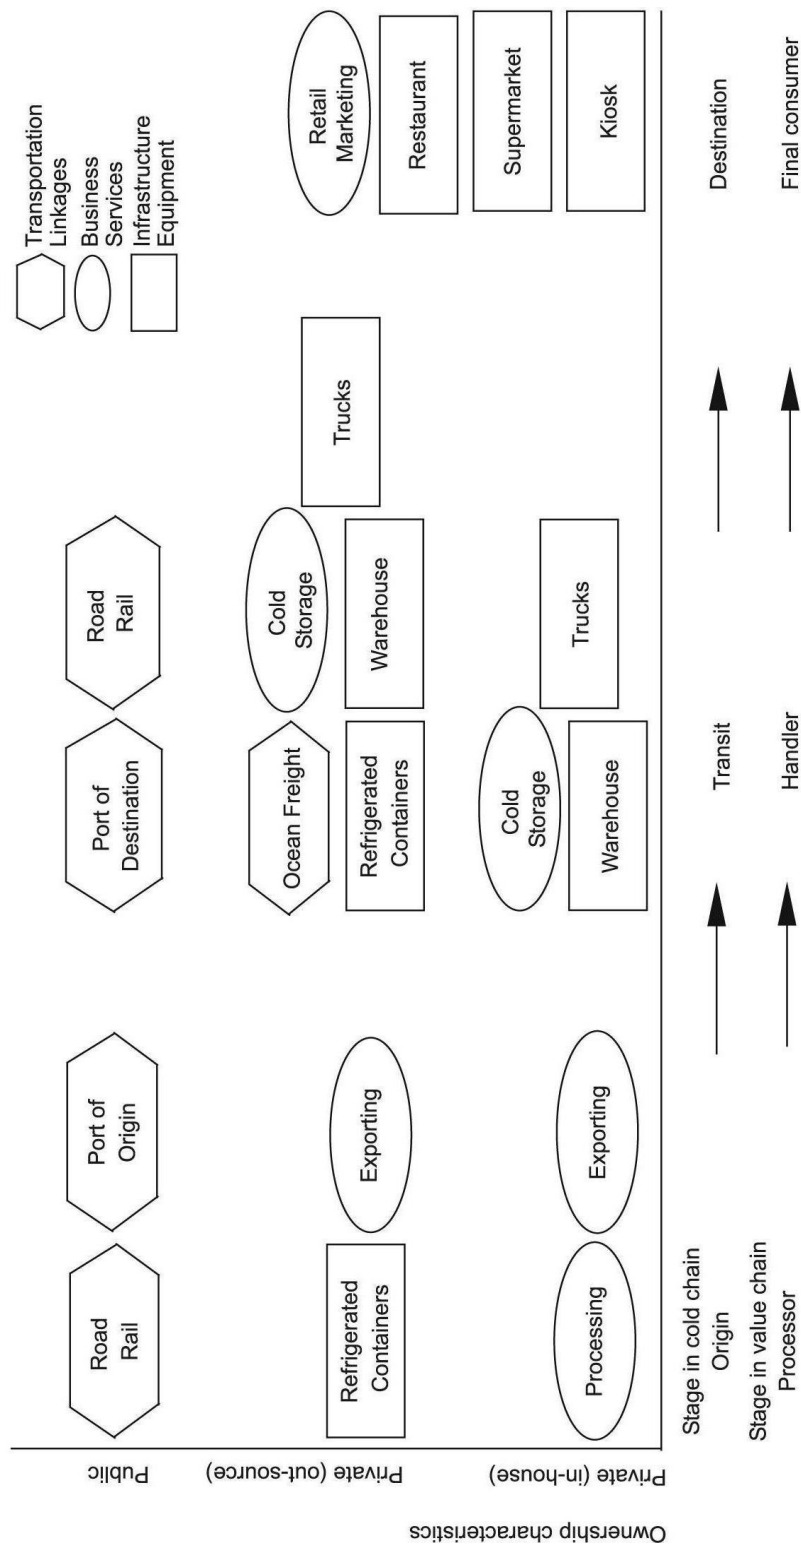 Transportation
Linkages
Business
Services
Infrastructure
Equipment
Ownership characteristics
Public
Road
Rail
Port of
Origin
Port of
Destination
Road
Rail
Private (out-source)
Refrigerated
Containers
Exporting
Ocean Freight
Refrigerated
Containers
Cold
Storage
Warehouse
Trucks
Retail
Marketing
Restaurant
Supermarket
Kiosk
Private (in-house)
Processing
Exporting
Cold
Storage
Warehouse
Trucks
Stage in cold chain
Origin
Transit
Destination
Stage in value chain
Processor
Handler
Final consumer